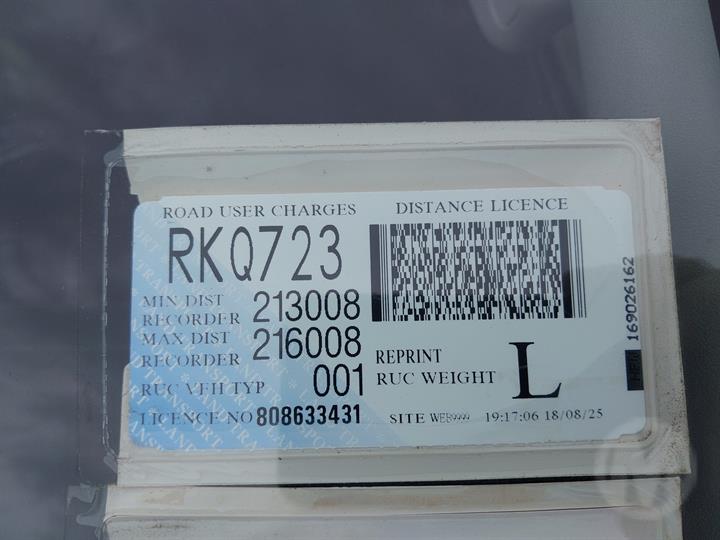 ROAD USER CHARGES DISTANCE LICENCE
RKQ723
MIN DIST
RECORDER 213008
MAX DIST
RECORDER 216008
REPRINT
RUC VEH TYP 001
RUC WEIGHT L
LICENCE NO 808633431
SITE WEB9999 19:17:06 18/08/25
169026162